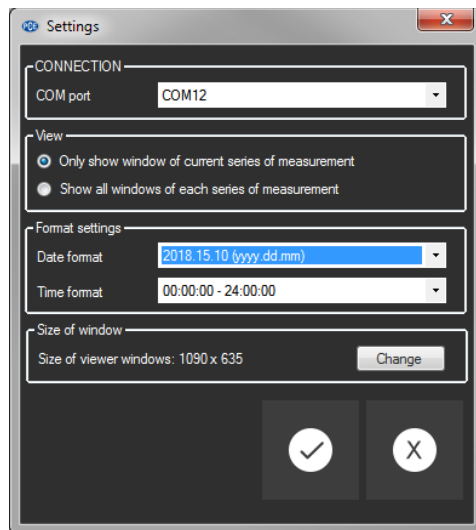 PCE Settings
CONNECTION
COM port COM12
View
Only show window of current series of measurement
Show all windows of each series of measurement
Format settings
Date format 2018.15.10 (yyyy.dd.mm)
Time format 00:00:00 - 24:00:00
Size of window
Size of viewer windows: 1090 x 635 Change
X